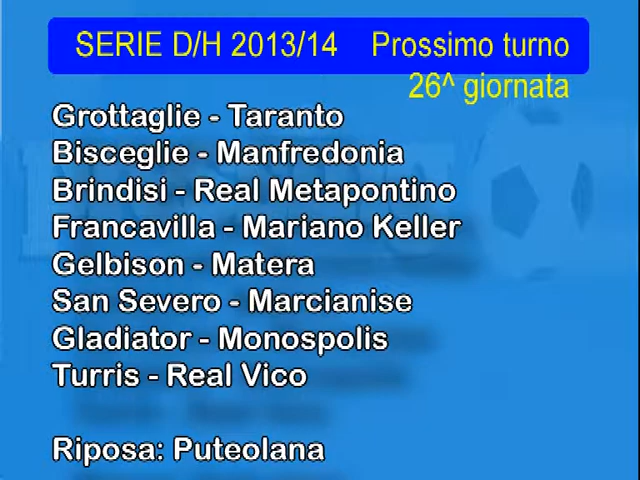 SERIE D/H 2013/14 Prossimo turno
26^ giornata
Grottaglie - Taranto
Bisceglie - Manfredonia
Brindisi - Real Metapontino
Francavilla - Mariano Keller
Gelbison - Matera
San Severo - Marcianise
Gladiator - Monospolis
Turris - Real Vico
Riposa: Puteolana